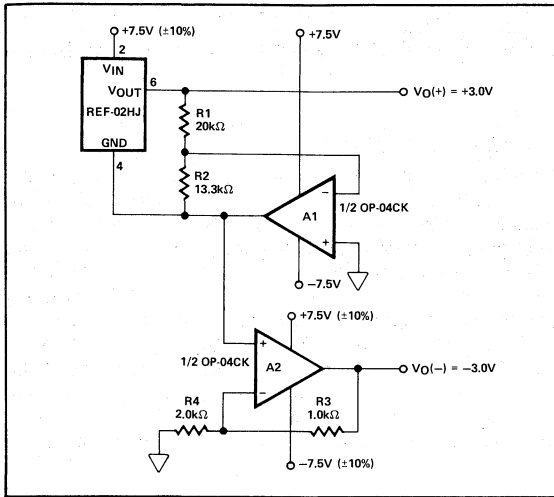 +7.5V (±10%)
2
VIN
VOUT
6
REF-02HJ
GND
4
+7.5V
VO(+) = +3.0V
R1
20kΩ
R2
13.3kΩ
−
A1
+
1/2 OP-04CK
−7.5V
+7.5V (±10%)
1/2 OP-04CK
+
A2
−
VO(−) = −3.0V
R4
2.0kΩ
R3
1.0kΩ
−7.5V (±10%)